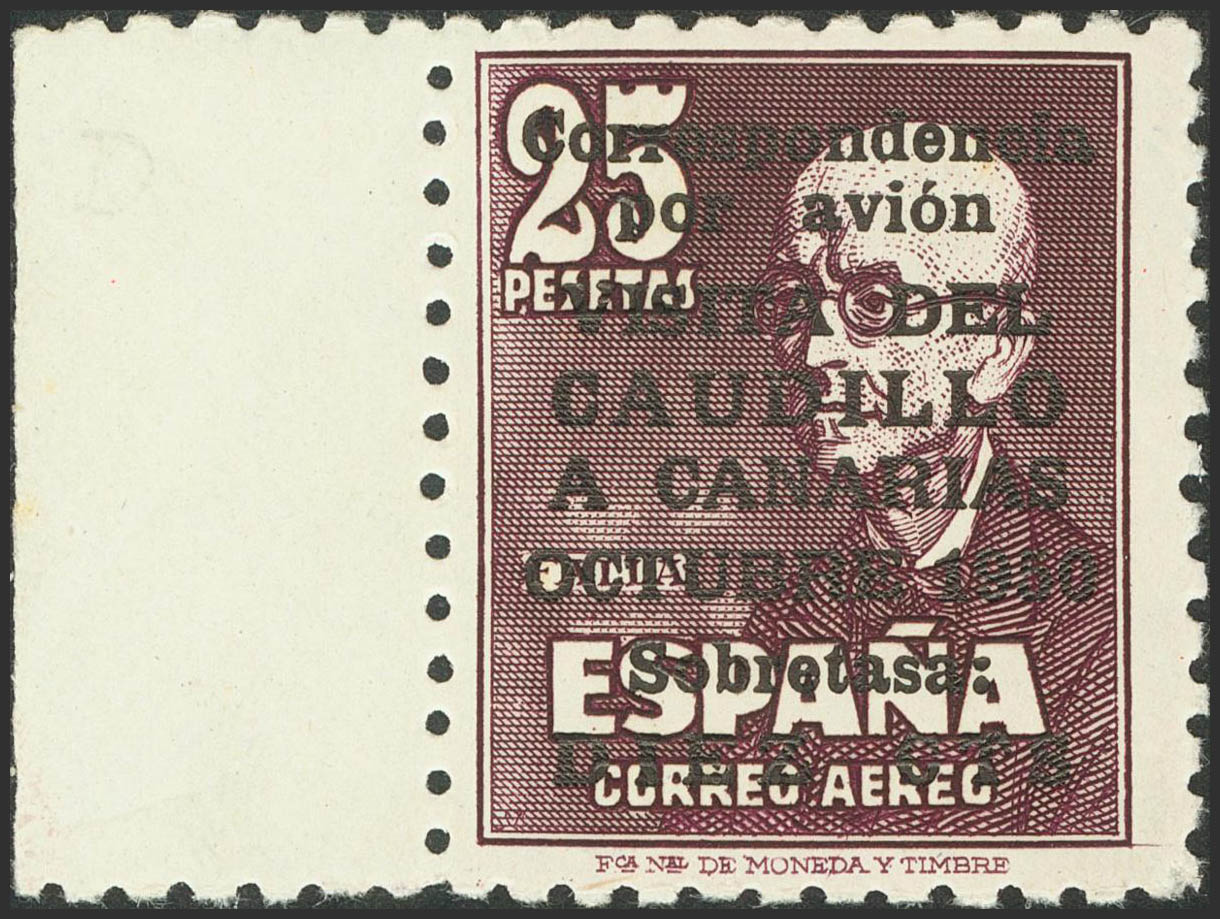 25
PESETAS
Correspondencia
por avión
VISITA DEL
CAUDILLO
A CANARIAS
OCTUBRE 1950
FALLA
Sobretasa:
ESPAÑA
DIEZ CTS
CORREO AEREO
FCA NAL DE MONEDA Y TIMBRE